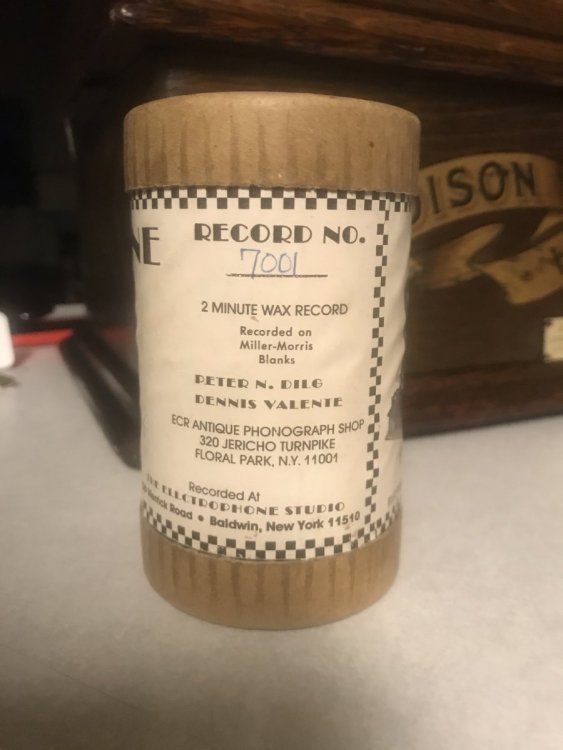 NE
RECORD NO.
7001
2 MINUTE WAX RECORD
Recorded on
Miller-Morris
Blanks
PETER N. DILG
DENNIS VALENTE
ECR ANTIQUE PHONOGRAPH SHOP
320 JERICHO TURNPIKE
FLORAL PARK, N.Y. 11001
Recorded At
THE ELECTROPHONE STUDIO
Road • Baldwin, New York 11510
DISON